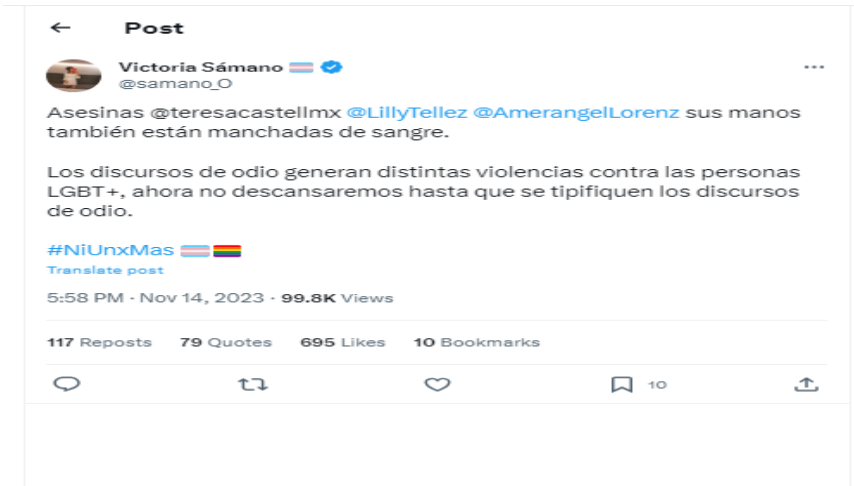 Post
Victoria Sámano
@samano_O
Asesinas @teresacastellmx @LillyTellez @AmerangelLorenz sus manos
también están manchadas de sangre.
Los discursos de odio generan distintas violencias contra las personas
LGBT+, ahora no descansaremos hasta que se tipifiquen los discursos
de odio.
#NiUnxMas
Translate post
5:58 PM · Nov 14, 2023 · 99.8K Views
117 Reposts 79 Quotes 695 Likes 10 Bookmarks
10